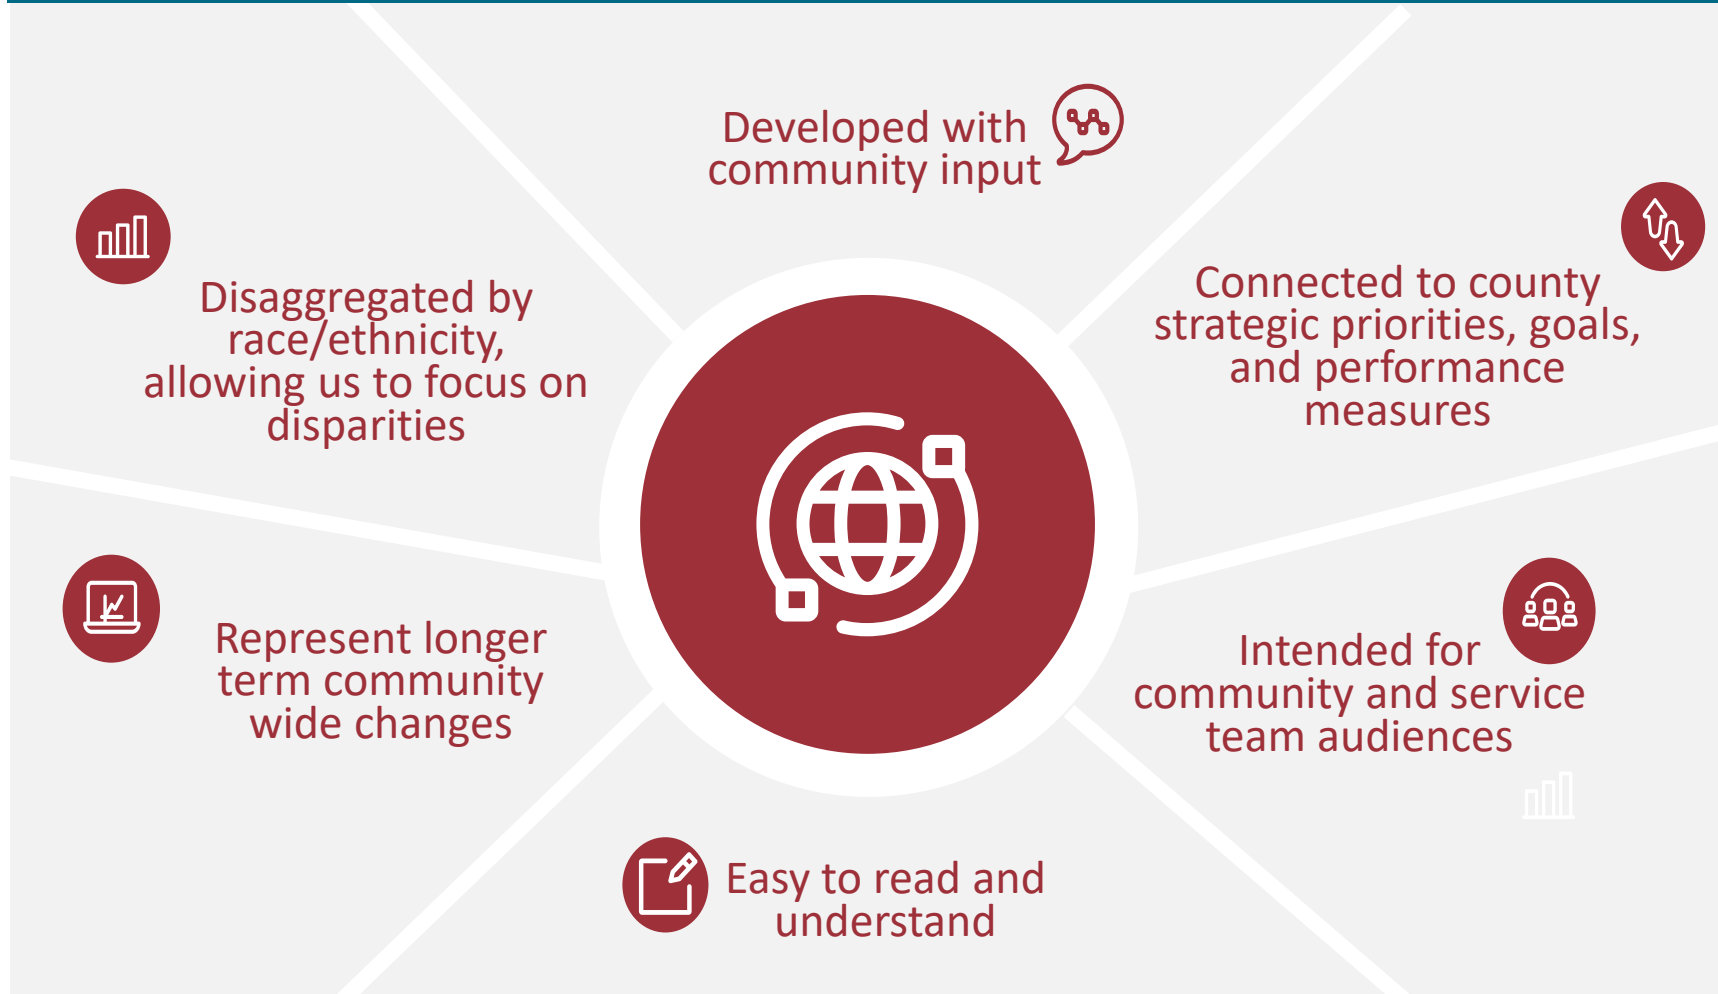 Developed with
community input
Disaggregated by
race/ethnicity,
allowing us to focus on
disparities
Connected to county
strategic priorities, goals,
and performance
measures
Represent longer
term community
wide changes
Intended for
community and service
team audiences
Easy to read and
understand